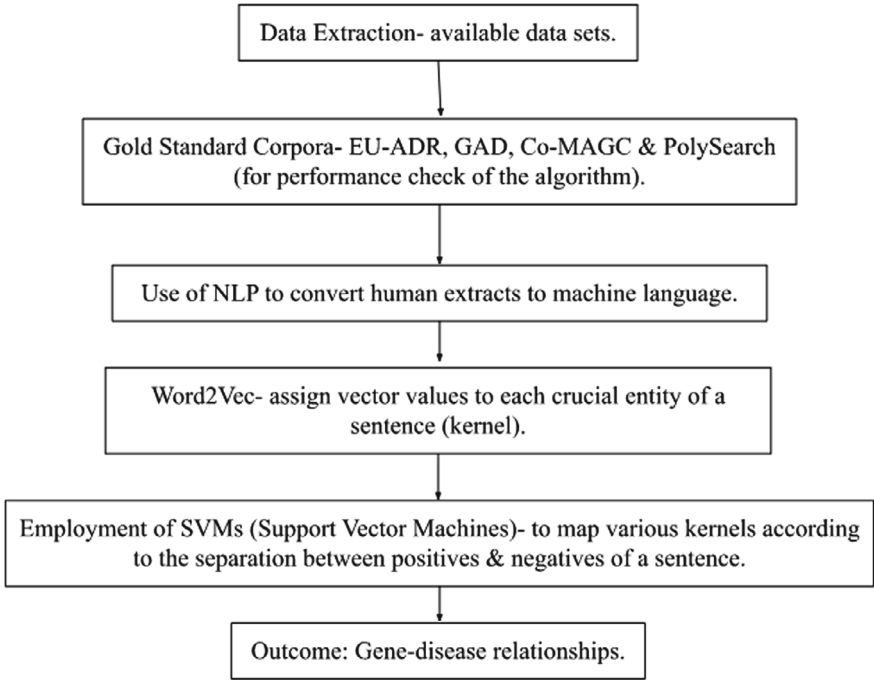 Data Extraction- available data sets.
Gold Standard Corpora- EU-ADR, GAD, Co-MAGC & PolySearch
(for performance check of the algorithm).
Use of NLP to convert human extracts to machine language.
Word2Vec- assign vector values to each crucial entity of a
sentence (kernel).
Employment of SVMs (Support Vector Machines)- to map various kernels according
to the separation between positives & negatives of a sentence.
Outcome: Gene-disease relationships.